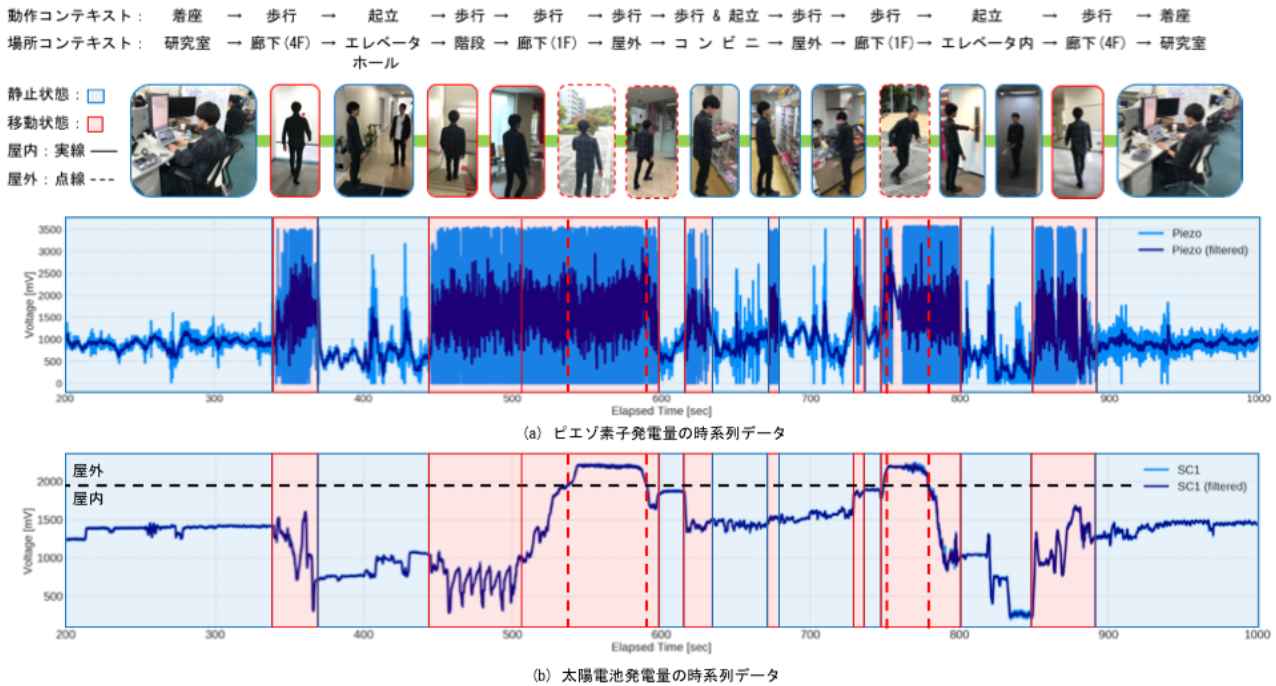 動作コンテキスト： 着座 → 歩行 → 起立 → 歩行 → 歩行 → 歩行 → 歩行 & 起立 → 歩行 → 歩行 → 起立 → 歩行 → 着座
場所コンテキスト： 研究室 → 廊下(4F) → エレベータホール → 階段 → 廊下(1F) → 屋外 → コンビニ → 屋外 → 廊下(1F) → エレベータ内 → 廊下(4F) → 研究室
静止状態：
移動状態：
屋内：実線
屋外：点線
Voltage [mV]
3500
3000
2500
2000
1500
1000
500
0
Piezo
Piezo (filtered)
200 300 400 500 600 700 800 900 1000
Elapsed Time [sec]
(a) ピエゾ素子発電量の時系列データ
Voltage [mV]
屋外
屋内
2000
1500
1000
500
SC1
SC1 (filtered)
200 300 400 500 600 700 800 900 1000
Elapsed Time [sec]
(b) 太陽電池発電量の時系列データ